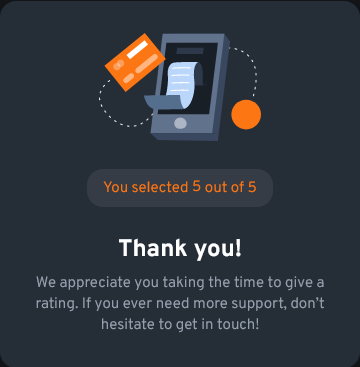 You selected 5 out of 5
Thank you!
We appreciate you taking the time to give a
rating. If you ever need more support, don't
hesitate to get in touch!